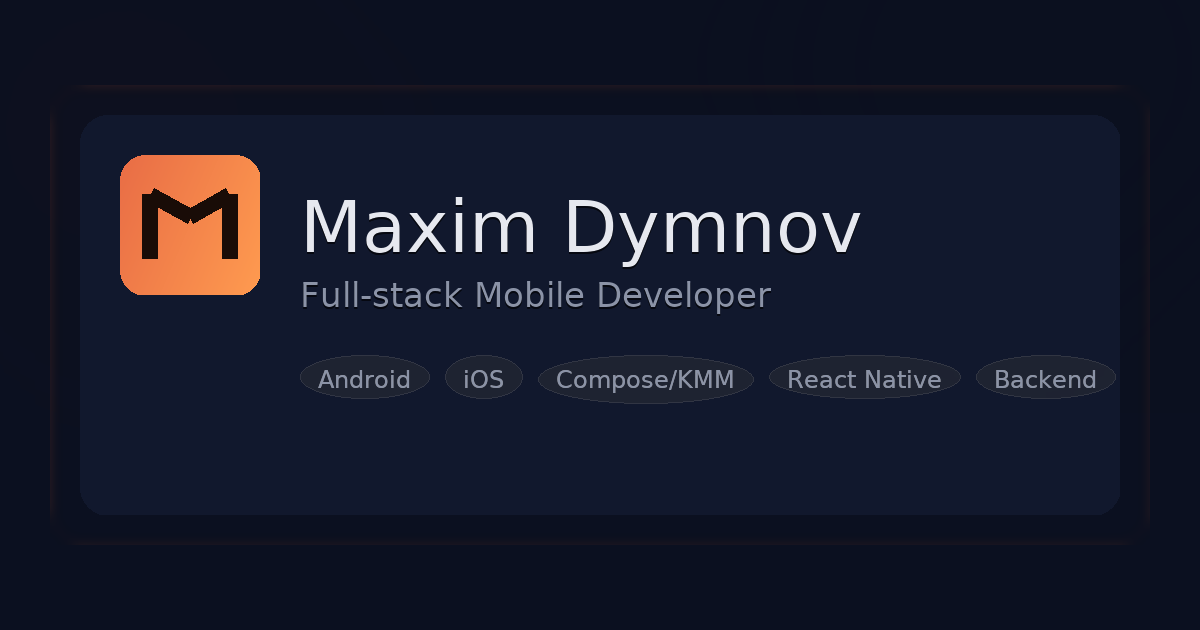 M
Maxim Dymnov
Full-stack Mobile Developer
Android iOS Compose/KMM React Native Backend